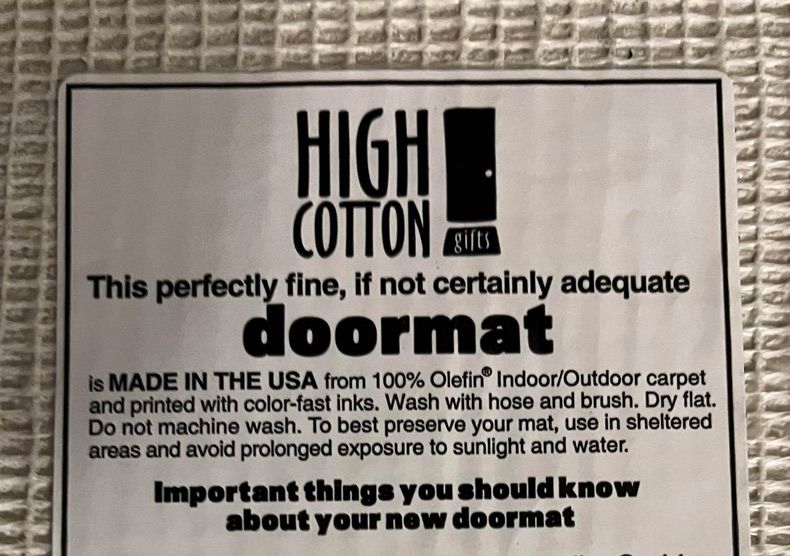 HIGH
COTTON
gifts
This perfectly fine, if not certainly adequate
doormat
is MADE IN THE USA from 100% Olefin® Indoor/Outdoor carpet
and printed with color-fast inks. Wash with hose and brush. Dry flat.
Do not machine wash. To best preserve your mat, use in sheltered
areas and avoid prolonged exposure to sunlight and water.
Important things you should know
about your new doormat